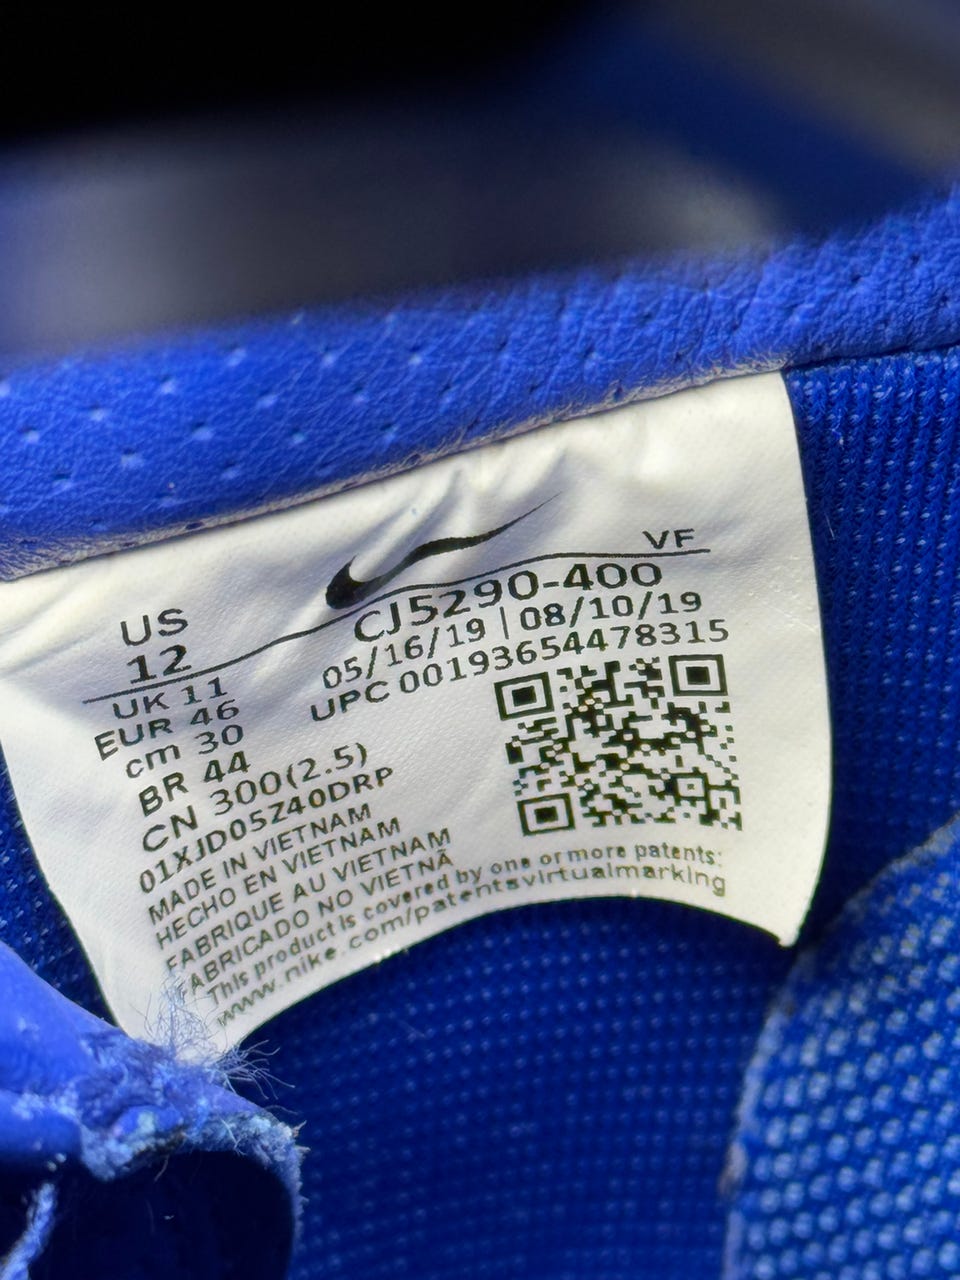 VF
US
12
CJ5290-400
05/16/19 | 08/10/19
UPC 00193654478315
UK 11
EUR 46
cm 30
BR 44
CN 300(2.5)
01XJD05Z40DRP
MADE IN VIETNAM
HECHO EN VIETNAM
FABRIQUE AU VIETNAM
FABRICADO NO VIETNÃ
This product is covered by one or more patents:
www.nike.com/patentsvirtualmarking